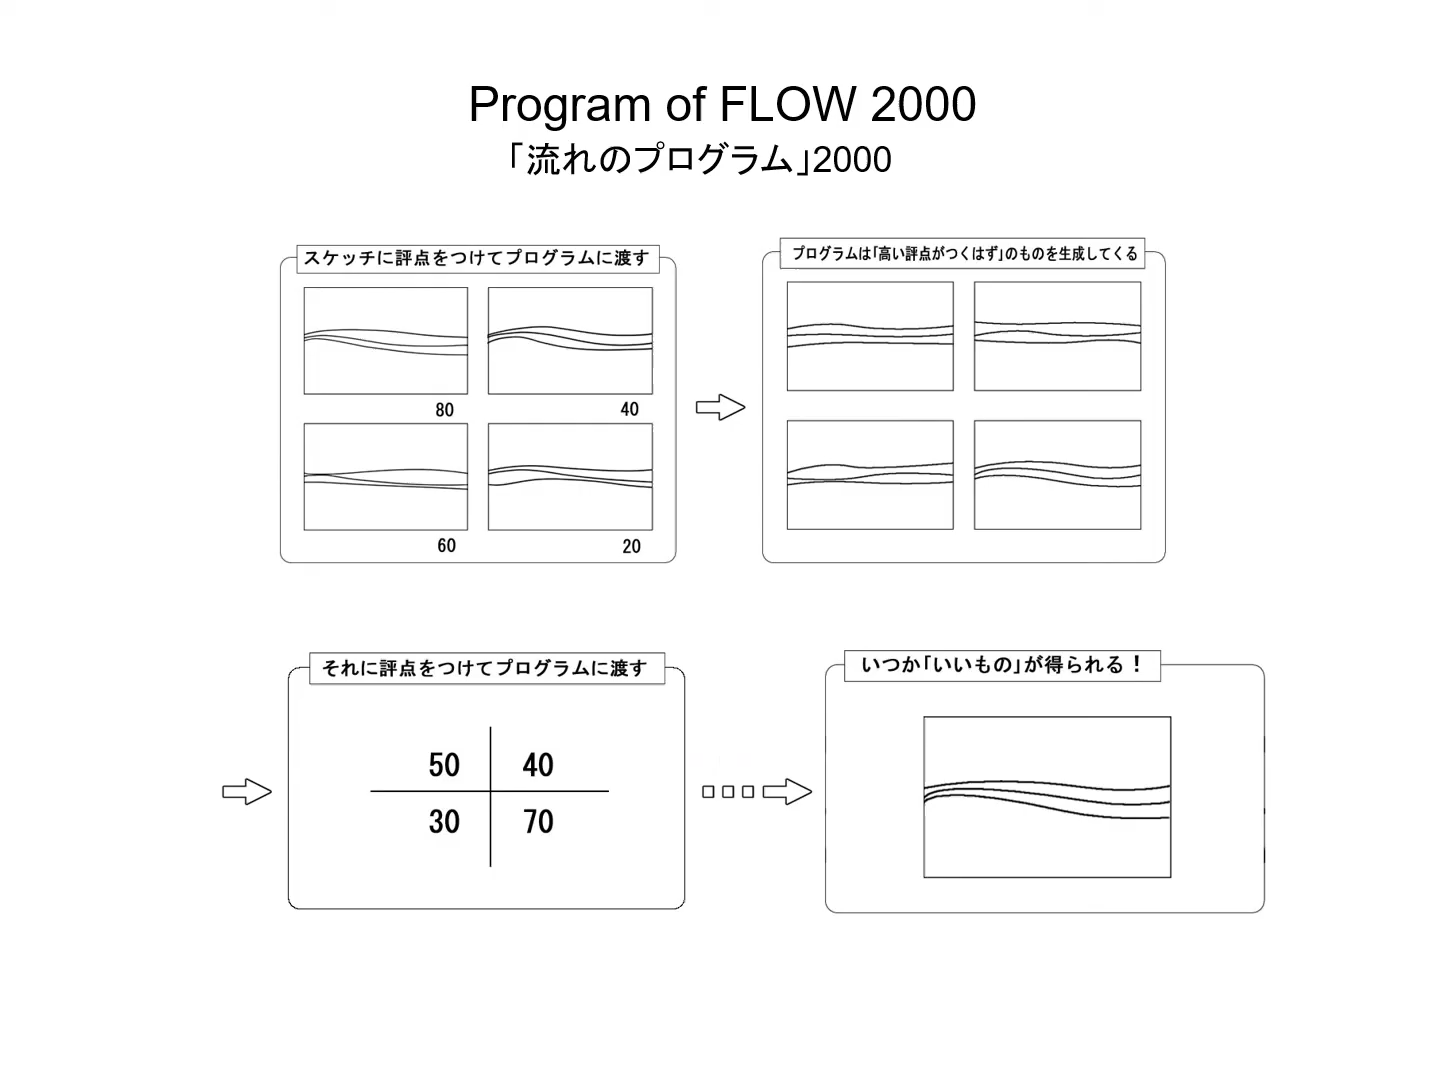 Program of FLOW 2000
「流れのプログラム」2000
スケッチに評点をつけてプログラムに渡す
80
40
60
20
プログラムは「高い評点がつくはず」のものを生成してくる
それに評点をつけてプログラムに渡す
50 40
30 70
いつか「いいもの」が得られる！